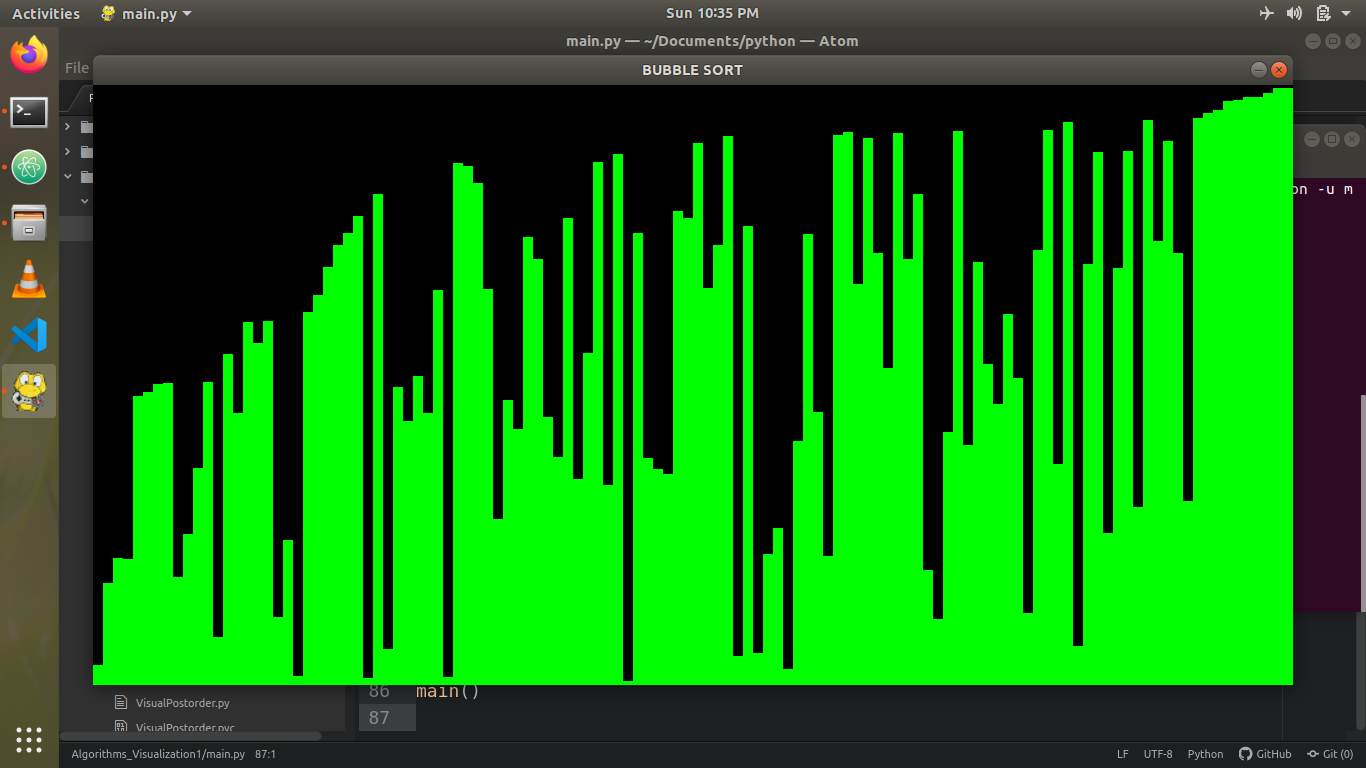 Activities
main.py
Sun 10:35 PM
main.py — ~/Documents/python — Atom
File
BUBBLE SORT
on -u m
86 main()
87
VisualPostorder.py
VisualPostorder.pyc
Algorithms_Visualization1/main.py 87:1
LF UTF-8 Python GitHub Git (0)